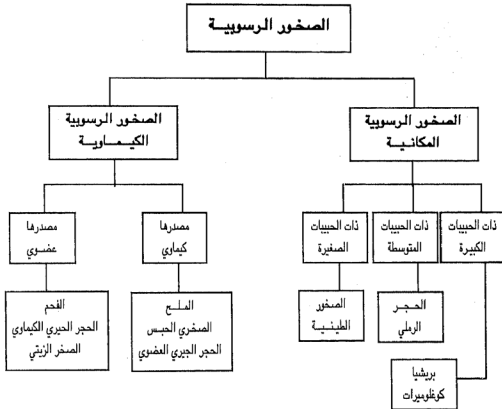 الصخور الرسوبية
الصخور الرسوبية
المكانية
الصخور الرسوبية
الكيماوية
ذات الحبيبات
الكبيرة
ذات الحبيبات
المتوسطة
ذات الحبيبات
الصغيرة
مصدرها
كيماوي
مصدرها
عضوي
الحجر
الرملي
الصخور
الطينية
الملح
الصخري الجبس
الحجر الجيري العضوي
الفحم
الحجر الجيري الكيماوي
الصخر الزيتي
بريشيا
كونغلوميرات